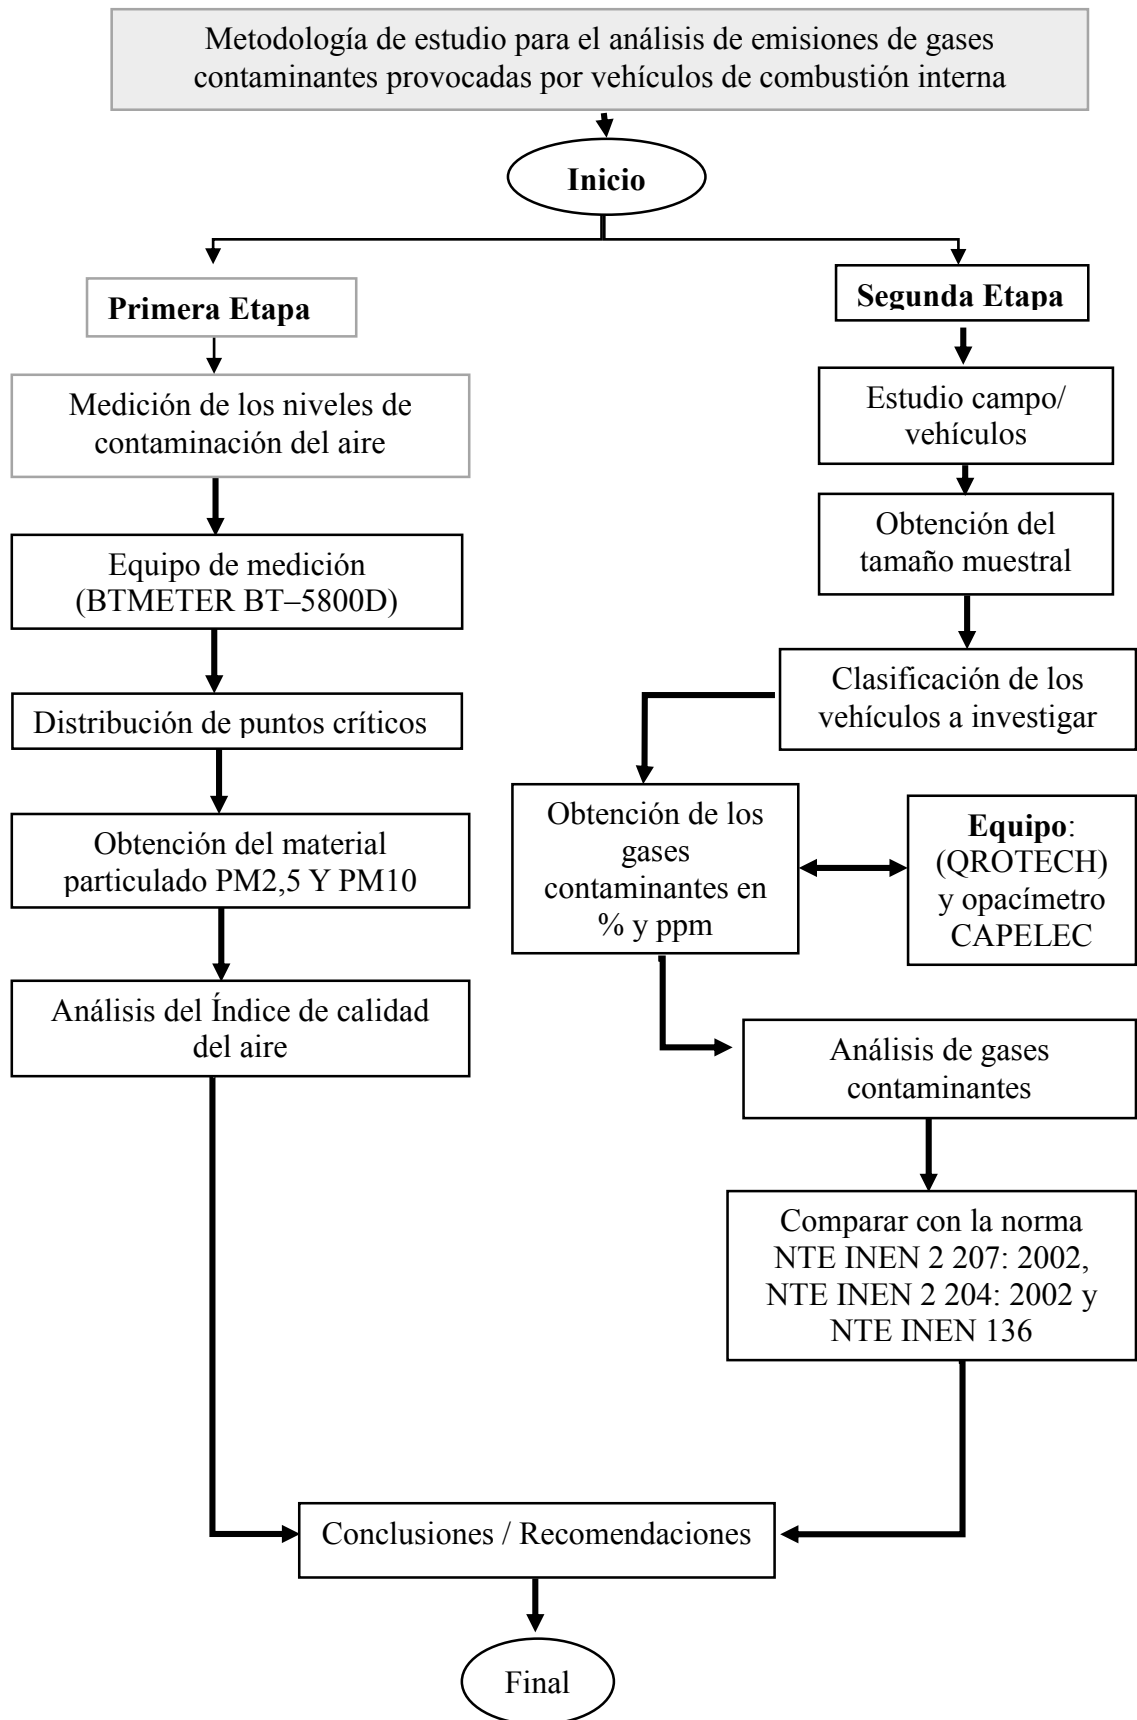 Metodología de estudio para el análisis de emisiones de gases
contaminantes provocadas por vehículos de combustión interna
Inicio
Primera Etapa
Medición de los niveles de
contaminación del aire
Equipo de medición
(BTMETER BT–5800D)
Distribución de puntos críticos
Obtención del material
particulado PM2,5 Y PM10
Análisis del Índice de calidad
del aire
Segunda Etapa
Estudio campo/
vehículos
Obtención del
tamaño muestral
Clasificación de los
vehículos a investigar
Obtención de los
gases
contaminantes en
% y ppm
Equipo:
(QROTECH)
y opacímetro
CAPELEC
Análisis de gases
contaminantes
Comparar con la norma
NTE INEN 2 207: 2002,
NTE INEN 2 204: 2002 y
NTE INEN 136
Conclusiones / Recomendaciones
Final